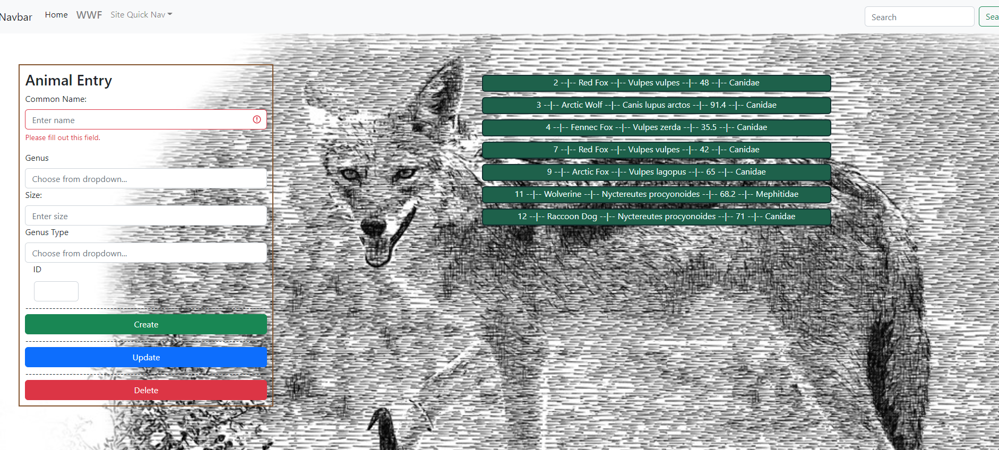 Navbar Home WWF Site Quick Nav Search Sea
Animal Entry
Common Name:
Enter name
Please fill out this field.
Genus
Choose from dropdown...
Size:
Enter size
Genus Type
Choose from dropdown...
ID
Create
Update
Delete
2 --|-- Red Fox --|-- Vulpes vulpes --|-- 48 --|-- Canidae
3 --|-- Arctic Wolf --|-- Canis lupus arctos --|-- 91.4 --|-- Canidae
4 --|-- Fennec Fox --|-- Vulpes zerda --|-- 35.5 --|-- Canidae
7 --|-- Red Fox --|-- Vulpes vulpes --|-- 42 --|-- Canidae
9 --|-- Arctic Fox --|-- Vulpes lagopus --|-- 65 --|-- Canidae
11 --|-- Wolverine --|-- Nyctereutes procyonoides --|-- 68.2 --|-- Mephitidae
12 --|-- Raccoon Dog --|-- Nyctereutes procyonoides --|-- 71 --|-- Canidae